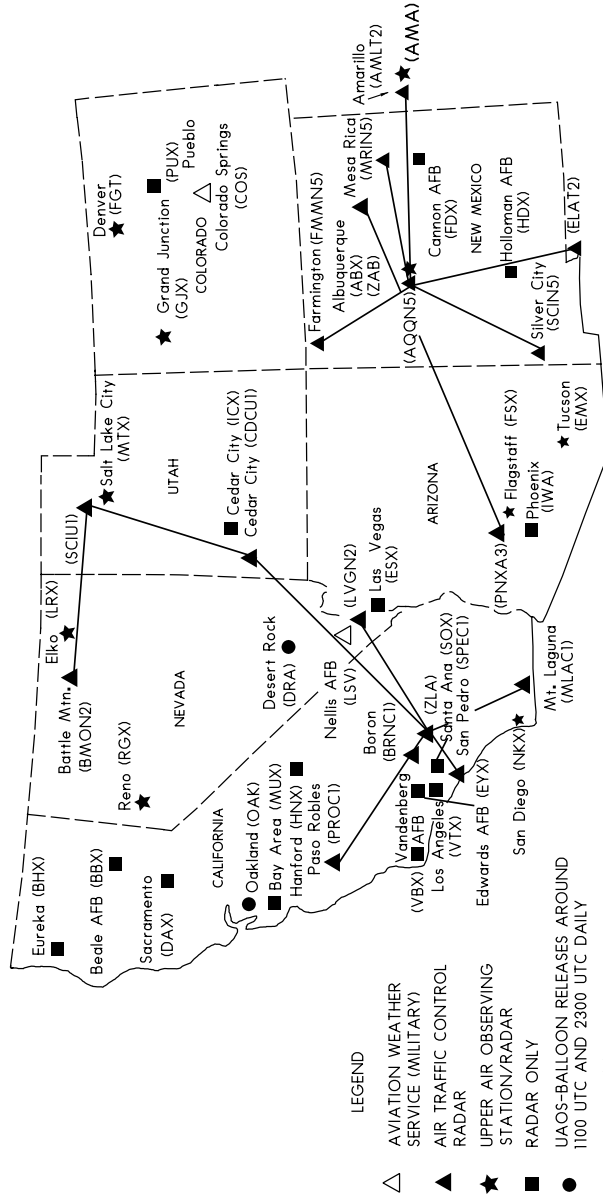 Eureka (BHX)
Beale AFB (BBX)
Sacramento
(DAX)
CALIFORNIA
Oakland (OAK)
Bay Area (MUX)
Hanford (HNX)
Paso Robles
(PROC1)
Vandenberg
AFB
(VBX)
Los Angeles
(VTX)
Edwards AFB (EYX)
Boron
(BRNC1)
(ZLA)
Santa Ana (SOX)
San Pedro (SPEC1)
San Diego (NKX)
Mt. Laguna
(MLAC1)
Elko (LRX)
Battle Mtn.
(BMON2)
Reno (RGX)
NEVADA
Desert Rock
(DRA)
Nellis AFB
(LSV)
(LVGN2)
Las Vegas
(ESX)
(SCIU1)
Salt Lake City
(MTX)
UTAH
Cedar City (ICX)
Cedar City (CDCU1)
ARIZONA
(PNXA3)
Flagstaff (FSX)
Phoenix
(IWA)
Tucson
(EMX)
Denver
(FGT)
Grand Junction
(GJX)
(PUX)
Pueblo
COLORADO
Colorado Springs
(COS)
Farmington (FMMN5)
Albuquerque
(ABX)
(ZAB)
(AQQN5)
Mesa Rica
(MRIN5)
Amarillo
(AMLT2)
(AMA)
Cannon AFB
(FDX)
NEW MEXICO
Holloman AFB
(HDX)
Silver City
(SCIN5)
(ELAT2)
LEGEND
AVIATION WEATHER
SERVICE (MILITARY)
AIR TRAFFIC CONTROL
RADAR
UPPER AIR OBSERVING
STATION/RADAR
RADAR ONLY
UAOS-BALLOON RELEASES AROUND
1100 UTC AND 2300 UTC DAILY